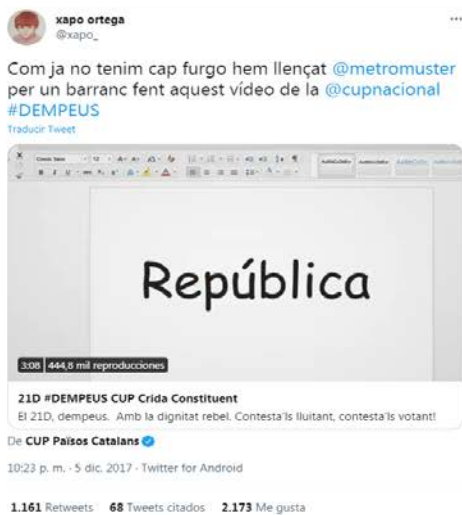 xapo ortega
@xapo_
Com ja no tenim cap furgo hem llençat @metromuster
per un barranc fent aquest vídeo de la @cupnacional
#DEMPEUS
Traducir Tweet
República
3:08 444,8 mil reproducciones
21D #DEMPEUS CUP Crida Constituent
El 21D, dempeus. Amb la dignitat rebel. Contesta'ls lluitant, contesta'ls votant!
De CUP Països Catalans
10:23 p. m. · 5 dic. 2017 · Twitter for Android
1.161 Retweets 68 Tweets citados 2.173 Me gusta